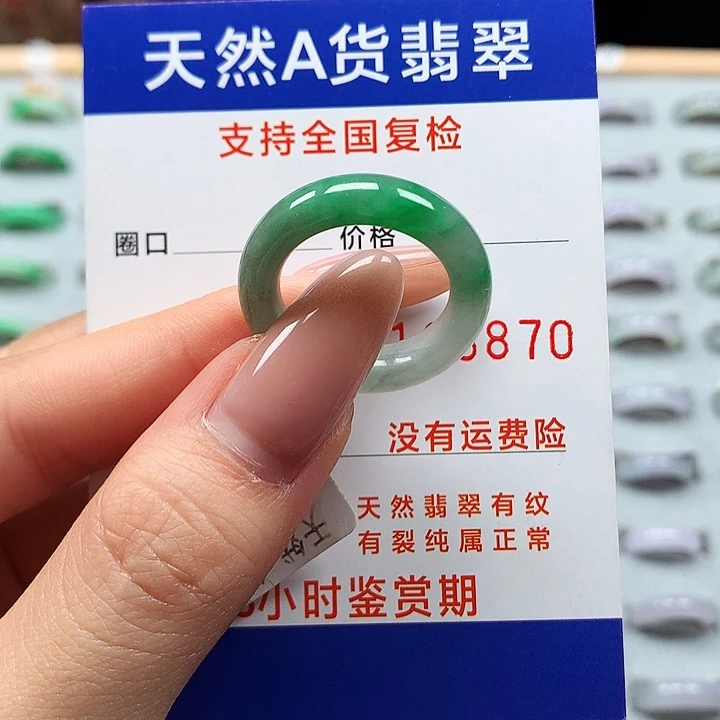 天然A货翡翠
支持全国复检
圈口 价格
870
没有运费险
天然翡翠有纹
有裂纯属正常
小时鉴赏期